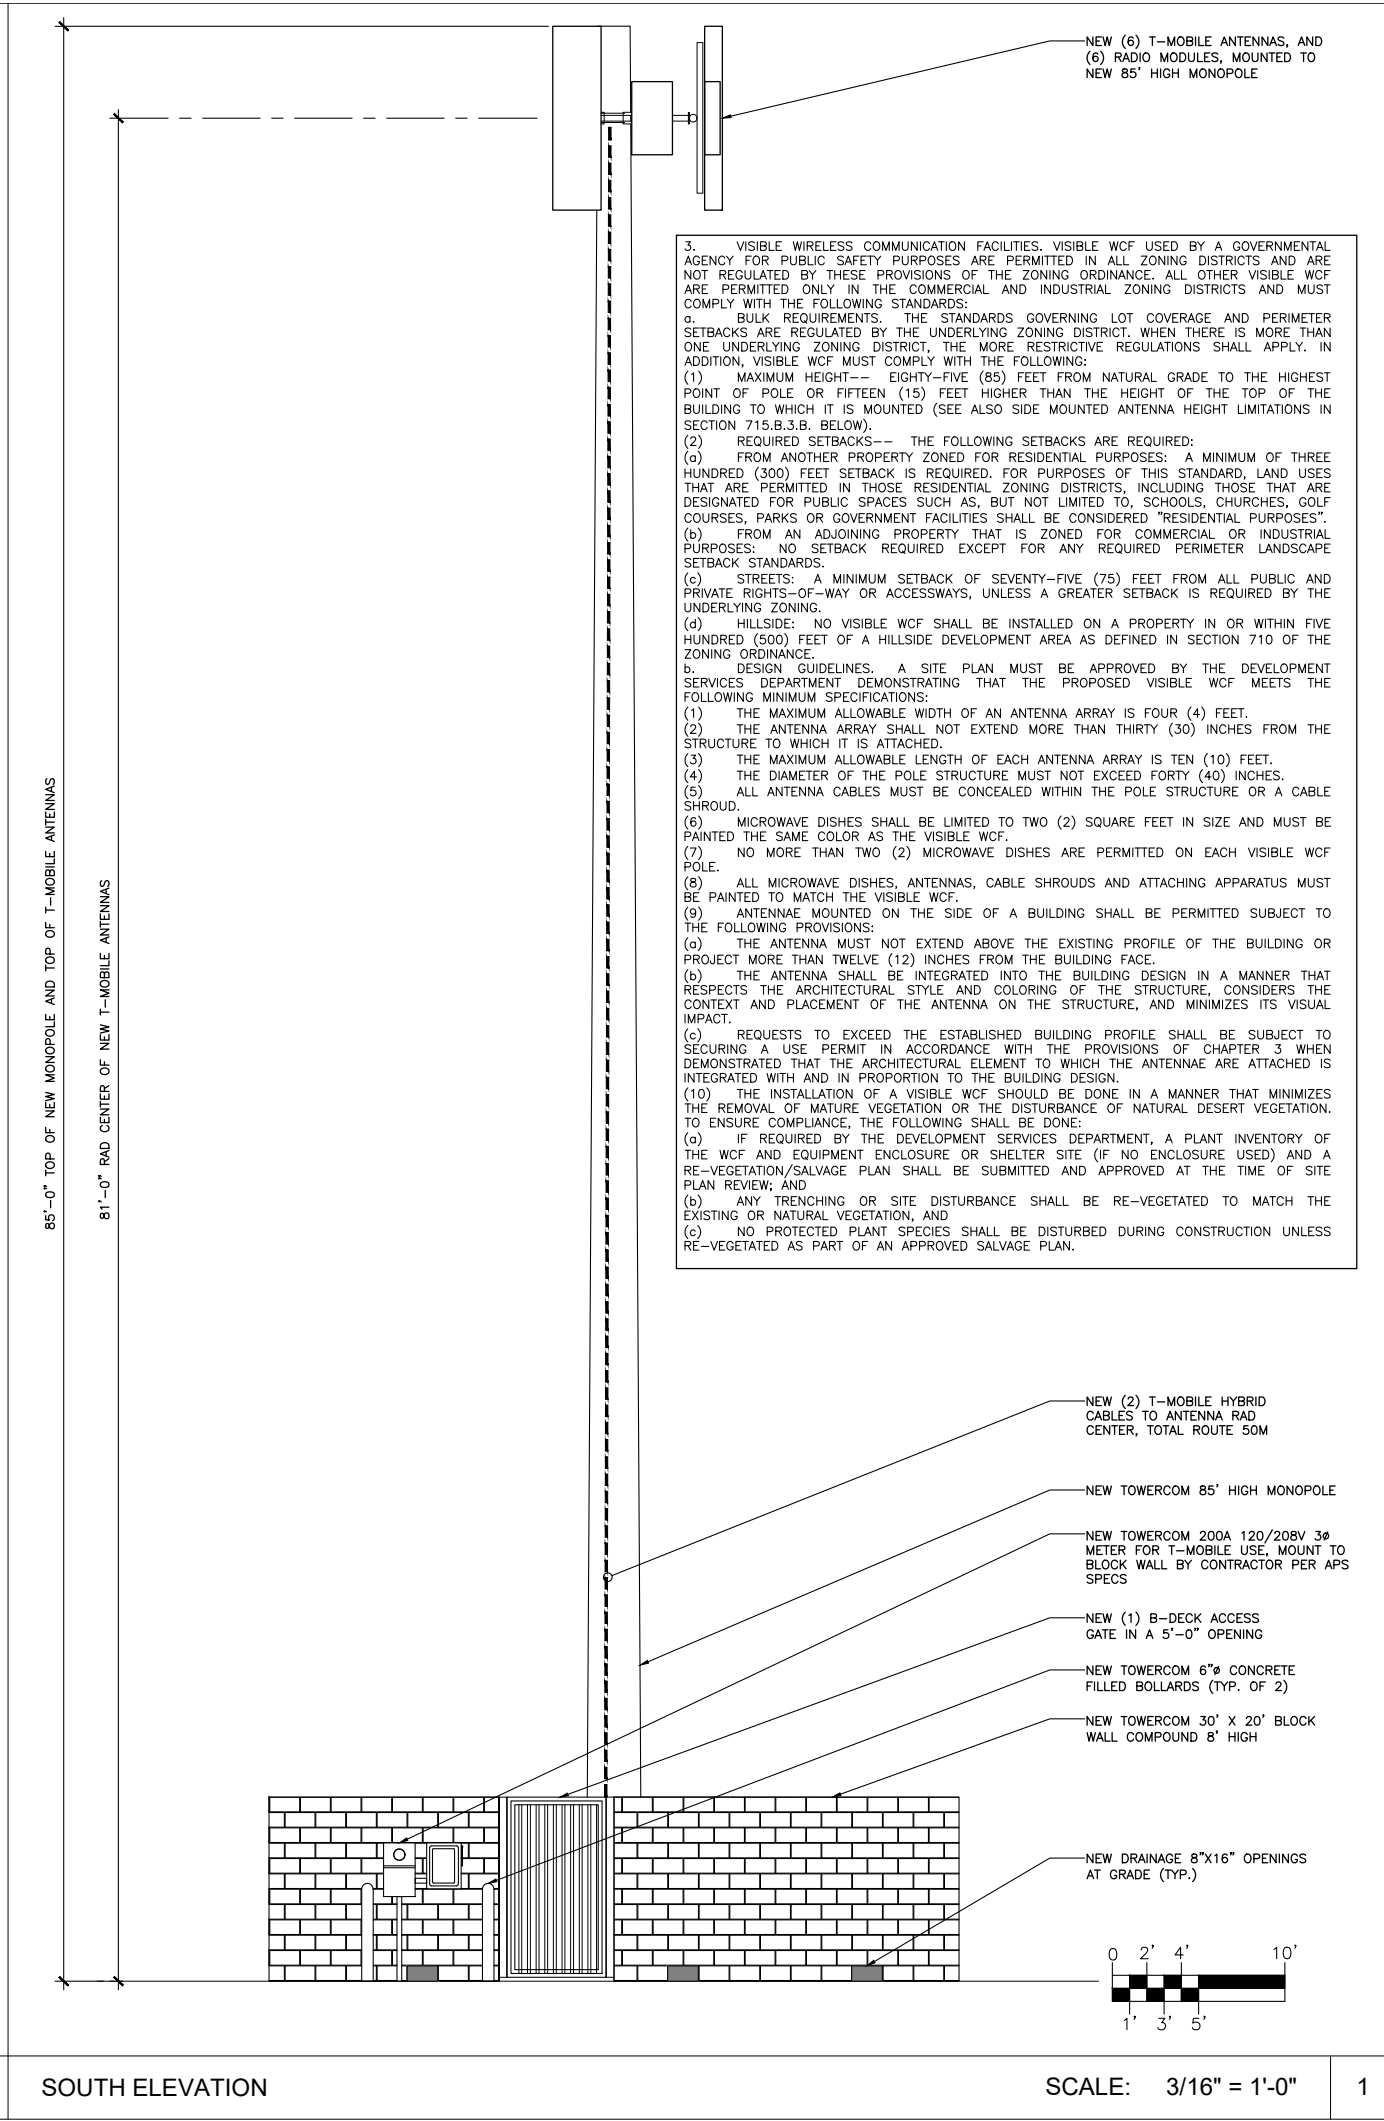 NEW (6) T-MOBILE ANTENNAS, AND
(6) RADIO MODULES, MOUNTED TO
NEW 85' HIGH MONOPOLE
3. VISIBLE WIRELESS COMMUNICATION FACILITIES. VISIBLE WCF USED BY A GOVERNMENTAL
AGENCY FOR PUBLIC SAFETY PURPOSES ARE PERMITTED IN ALL ZONING DISTRICTS AND ARE
NOT REGULATED BY THESE PROVISIONS OF THE ZONING ORDINANCE. ALL OTHER VISIBLE WCF
ARE PERMITTED ONLY IN THE COMMERCIAL AND INDUSTRIAL ZONING DISTRICTS AND MUST
COMPLY WITH THE FOLLOWING STANDARDS:
a. BULK REQUIREMENTS. THE STANDARDS GOVERNING LOT COVERAGE AND PERIMETER
SETBACKS ARE REGULATED BY THE UNDERLYING ZONING DISTRICT. WHEN THERE IS MORE THAN
ONE UNDERLYING ZONING DISTRICT, THE MORE RESTRICTIVE REGULATIONS SHALL APPLY. IN
ADDITION, VISIBLE WCF MUST COMPLY WITH THE FOLLOWING:
(1) MAXIMUM HEIGHT-- EIGHTY-FIVE (85) FEET FROM NATURAL GRADE TO THE HIGHEST
POINT OF POLE OR FIFTEEN (15) FEET HIGHER THAN THE HEIGHT OF THE TOP OF THE
BUILDING TO WHICH IT IS MOUNTED (SEE ALSO SIDE MOUNTED ANTENNA HEIGHT LIMITATIONS IN
SECTION 715.B.3.B. BELOW).
(2) REQUIRED SETBACKS-- THE FOLLOWING SETBACKS ARE REQUIRED:
(a) FROM ANOTHER PROPERTY ZONED FOR RESIDENTIAL PURPOSES: A MINIMUM OF THREE
HUNDRED (300) FEET SETBACK IS REQUIRED. FOR PURPOSES OF THIS STANDARD, LAND USES
THAT ARE PERMITTED IN THOSE RESIDENTIAL ZONING DISTRICTS, INCLUDING THOSE THAT ARE
DESIGNATED FOR PUBLIC SPACES SUCH AS, BUT NOT LIMITED TO, SCHOOLS, CHURCHES, GOLF
COURSES, PARKS OR GOVERNMENT FACILITIES SHALL BE CONSIDERED "RESIDENTIAL PURPOSES".
(b) FROM AN ADJOINING PROPERTY THAT IS ZONED FOR COMMERCIAL OR INDUSTRIAL
PURPOSES: NO SETBACK REQUIRED EXCEPT FOR ANY REQUIRED PERIMETER LANDSCAPE
SETBACK STANDARDS.
(c) STREETS: A MINIMUM SETBACK OF SEVENTY-FIVE (75) FEET FROM ALL PUBLIC AND
PRIVATE RIGHTS-OF-WAY OR ACCESSWAYS, UNLESS A GREATER SETBACK IS REQUIRED BY THE
UNDERLYING ZONING.
(d) HILLSIDE: NO VISIBLE WCF SHALL BE INSTALLED ON A PROPERTY IN OR WITHIN FIVE
HUNDRED (500) FEET OF A HILLSIDE DEVELOPMENT AREA AS DEFINED IN SECTION 710 OF THE
ZONING ORDINANCE.
b. DESIGN GUIDELINES. A SITE PLAN MUST BE APPROVED BY THE DEVELOPMENT
SERVICES DEPARTMENT DEMONSTRATING THAT THE PROPOSED VISIBLE WCF MEETS THE
FOLLOWING MINIMUM SPECIFICATIONS:
(1) THE MAXIMUM ALLOWABLE WIDTH OF AN ANTENNA ARRAY IS FOUR (4) FEET.
(2) THE ANTENNA ARRAY SHALL NOT EXTEND MORE THAN THIRTY (30) INCHES FROM THE
STRUCTURE TO WHICH IT IS ATTACHED.
(3) THE MAXIMUM ALLOWABLE LENGTH OF EACH ANTENNA ARRAY IS TEN (10) FEET.
(4) THE DIAMETER OF THE POLE STRUCTURE MUST NOT EXCEED FORTY (40) INCHES.
(5) ALL ANTENNA CABLES MUST BE CONCEALED WITHIN THE POLE STRUCTURE OR A CABLE
SHROUD.
(6) MICROWAVE DISHES SHALL BE LIMITED TO TWO (2) SQUARE FEET IN SIZE AND MUST BE
PAINTED THE SAME COLOR AS THE VISIBLE WCF.
(7) NO MORE THAN TWO (2) MICROWAVE DISHES ARE PERMITTED ON EACH VISIBLE WCF
POLE.
(8) ALL MICROWAVE DISHES, ANTENNAS, CABLE SHROUDS AND ATTACHING APPARATUS MUST
BE PAINTED TO MATCH THE VISIBLE WCF.
(9) ANTENNAE MOUNTED ON THE SIDE OF A BUILDING SHALL BE PERMITTED SUBJECT TO
THE FOLLOWING PROVISIONS:
(a) THE ANTENNA MUST NOT EXTEND ABOVE THE EXISTING PROFILE OF THE BUILDING OR
PROJECT MORE THAN TWELVE (12) INCHES FROM THE BUILDING FACE.
(b) THE ANTENNA SHALL BE INTEGRATED INTO THE BUILDING DESIGN IN A MANNER THAT
RESPECTS THE ARCHITECTURAL STYLE AND COLORING OF THE STRUCTURE, CONSIDERS THE
CONTEXT AND PLACEMENT OF THE ANTENNA ON THE STRUCTURE, AND MINIMIZES ITS VISUAL
IMPACT.
(c) REQUESTS TO EXCEED THE ESTABLISHED BUILDING PROFILE SHALL BE SUBJECT TO
SECURING A USE PERMIT IN ACCORDANCE WITH THE PROVISIONS OF CHAPTER 3 WHEN
DEMONSTRATED THAT THE ARCHITECTURAL ELEMENT TO WHICH THE ANTENNAE ARE ATTACHED IS
INTEGRATED WITH AND IN PROPORTION TO THE BUILDING DESIGN.
(10) THE INSTALLATION OF A VISIBLE WCF SHOULD BE DONE IN A MANNER THAT MINIMIZES
THE REMOVAL OF MATURE VEGETATION OR THE DISTURBANCE OF NATURAL DESERT VEGETATION.
TO ENSURE COMPLIANCE, THE FOLLOWING SHALL BE DONE:
(a) IF REQUIRED BY THE DEVELOPMENT SERVICES DEPARTMENT, A PLANT INVENTORY OF
THE WCF AND EQUIPMENT ENCLOSURE OR SHELTER SITE (IF NO ENCLOSURE USED) AND A
RE-VEGETATION/SALVAGE PLAN SHALL BE SUBMITTED AND APPROVED AT THE TIME OF SITE
PLAN REVIEW; AND
(b) ANY TRENCHING OR SITE DISTURBANCE SHALL BE RE-VEGETATED TO MATCH THE
EXISTING OR NATURAL VEGETATION, AND
(c) NO PROTECTED PLANT SPECIES SHALL BE DISTURBED DURING CONSTRUCTION UNLESS
RE-VEGETATED AS PART OF AN APPROVED SALVAGE PLAN.
85'-0" TOP OF NEW MONOPOLE AND TOP OF T-MOBILE ANTENNAS
81'-0" RAD CENTER OF NEW T-MOBILE ANTENNAS
NEW (2) T-MOBILE HYBRID
CABLES TO ANTENNA RAD
CENTER, TOTAL ROUTE 50M
NEW TOWERCOM 85' HIGH MONOPOLE
NEW TOWERCOM 200A 120/208V 3ø
METER FOR T-MOBILE USE, MOUNT TO
BLOCK WALL BY CONTRACTOR PER APS
SPECS
NEW (1) B-DECK ACCESS
GATE IN A 5'-0" OPENING
NEW TOWERCOM 6"ø CONCRETE
FILLED BOLLARDS (TYP. OF 2)
NEW TOWERCOM 30' X 20' BLOCK
WALL COMPOUND 8' HIGH
NEW DRAINAGE 8"X16" OPENINGS
AT GRADE (TYP.)
0 2' 4' 10'
1' 3' 5'
SOUTH ELEVATION
SCALE: 3/16" = 1'-0"
1